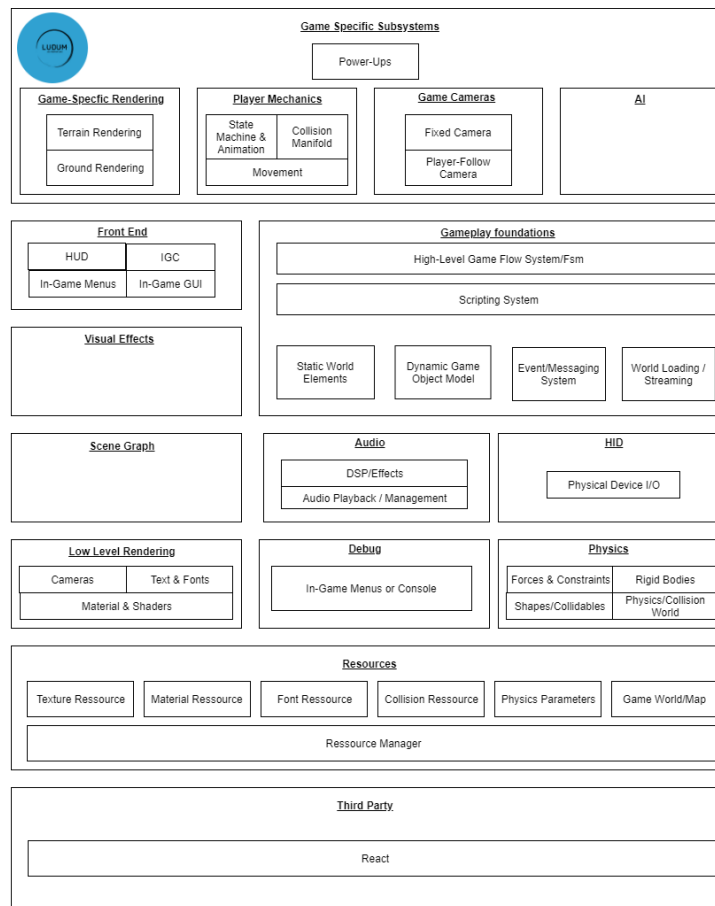 Game Specific Subsystems
LUDUM
Power-Ups
Game-Specfic Rendering
Terrain Rendering
Ground Rendering
Player Mechanics
State
Machine &
Animation
Collision
Manifold
Movement
Game Cameras
Fixed Camera
Player-Follow
Camera
AI
Front End
HUD
IGC
In-Game Menus
In-Game GUI
Gameplay foundations
High-Level Game Flow System/Fsm
Scripting System
Static World
Elements
Dynamic Game
Object Model
Event/Messaging
System
World Loading /
Streaming
Visual Effects
Scene Graph
Audio
DSP/Effects
Audio Playback / Management
HID
Physical Device I/O
Low Level Rendering
Cameras
Text & Fonts
Material & Shaders
Debug
In-Game Menus or Console
Physics
Forces & Constraints
Rigid Bodies
Shapes/Collidables
Physics/Collision
World
Resources
Texture Ressource
Material Ressource
Font Ressource
Collision Ressource
Physics Parameters
Game World/Map
Ressource Manager
Third Party
React